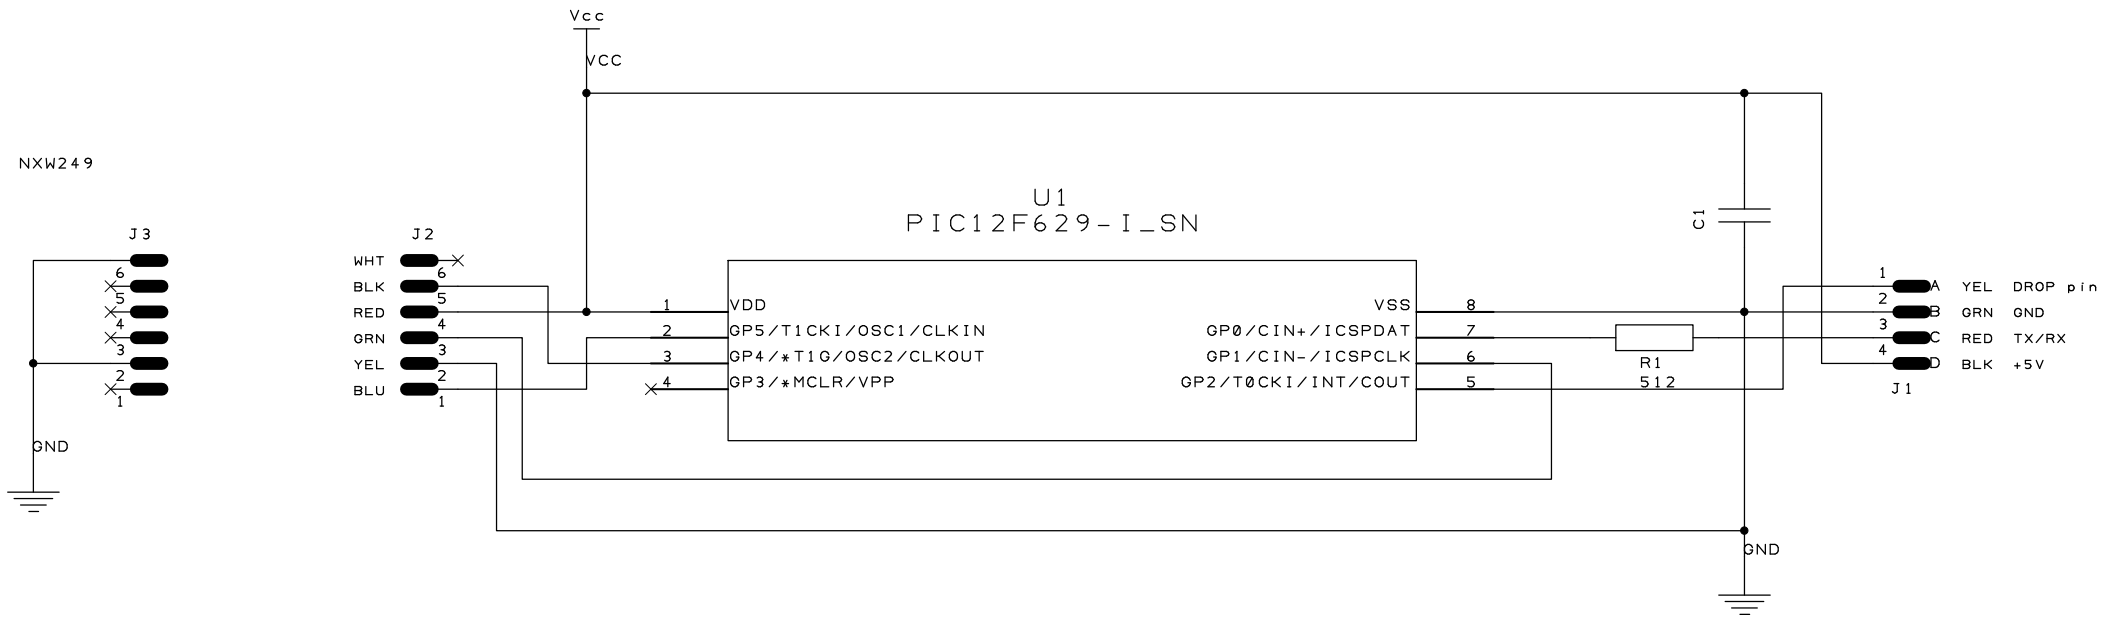 Vcc
VCC
NXW249
U1
PIC12F629-I_SN
J3
6
5
4
3
2
1
GND
J2
WHT 6
BLK 5
RED 4
GRN 3
YEL 2
BLU 1
1 VDD
2 GP5/T1CKI/OSC1/CLKIN
3 GP4/*T1G/OSC2/CLKOUT
4 GP3/*MCLR/VPP
VSS 8
GP0/CIN+/ICSPDAT 7
GP1/CIN-/ICSPCLK 6
GP2/T0CKI/INT/COUT 5
C1
R1
512
1 A YEL DROP pin
2 B GRN GND
3 C RED TX/RX
4 D BLK +5V
J1
GND